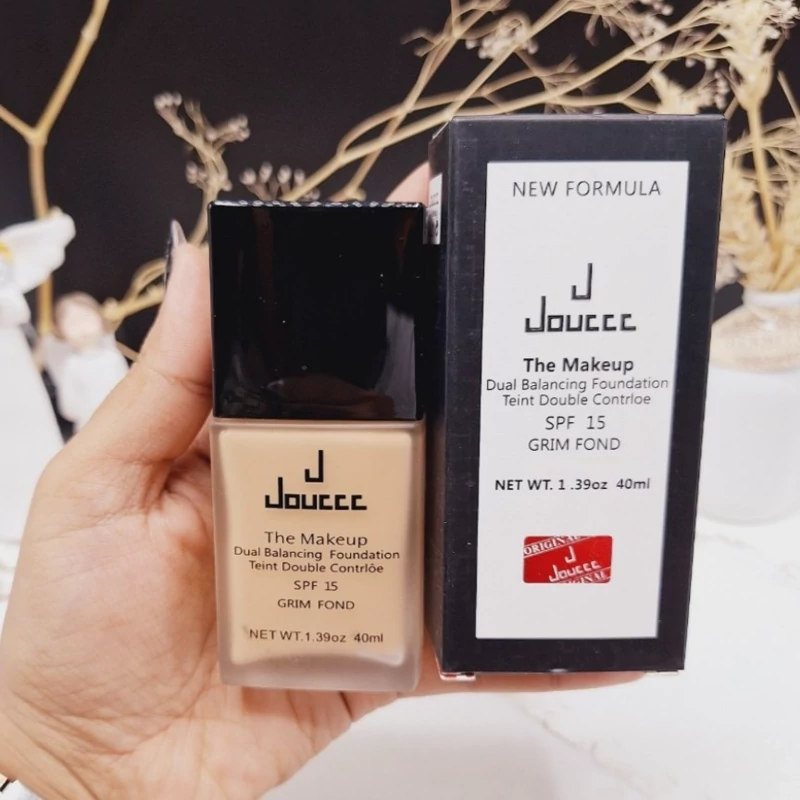 J
Jouccc
The Makeup
Dual Balancing Foundation
Teint Double Contrlôe
SPF 15
GRIM FOND
NET WT.1.39oz 40ml
NEW FORMULA
J
Jouccc
The Makeup
Dual Balancing Foundation
Teint Double Contrloe
SPF 15
GRIM FOND
NET WT. 1 .39oz 40ml
ORIGINAL
J
Jouccc
ORIGINAL